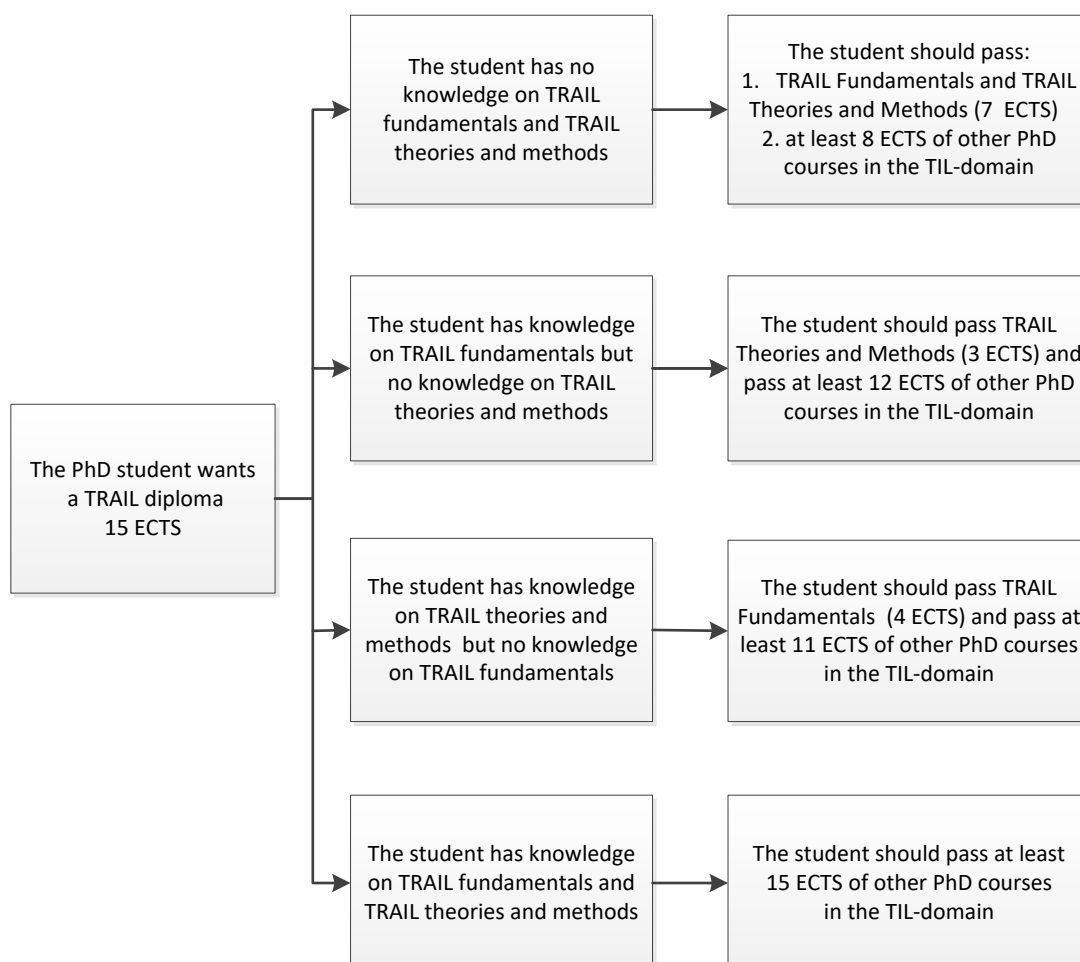 The PhD student wants
a TRAIL diploma
15 ECTS
The student has no
knowledge on TRAIL
fundamentals and TRAIL
theories and methods
The student should pass:
1. TRAIL Fundamentals and TRAIL
Theories and Methods (7 ECTS)
2. at least 8 ECTS of other PhD
courses in the TIL-domain
The student has knowledge
on TRAIL fundamentals but
no knowledge on TRAIL
theories and methods
The student should pass TRAIL
Theories and Methods (3 ECTS) and
pass at least 12 ECTS of other PhD
courses in the TIL-domain
The student has knowledge
on TRAIL theories and
methods but no knowledge
on TRAIL fundamentals
The student should pass TRAIL
Fundamentals (4 ECTS) and pass at
least 11 ECTS of other PhD courses
in the TIL-domain
The student has knowledge
on TRAIL fundamentals and
TRAIL theories and methods
The student should pass at least
15 ECTS of other PhD courses
in the TIL-domain